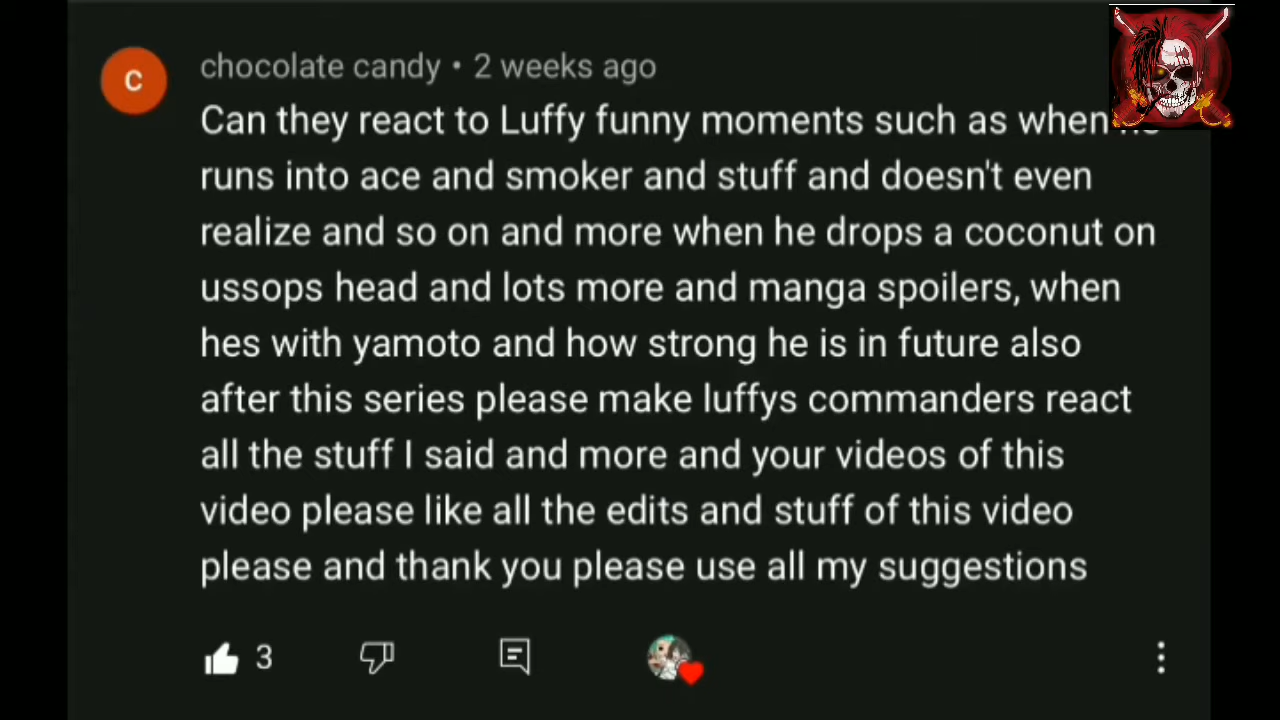 C
chocolate candy • 2 weeks ago
Can they react to Luffy funny moments such as when
runs into ace and smoker and stuff and doesn't even
realize and so on and more when he drops a coconut on
ussops head and lots more and manga spoilers, when
hes with yamoto and how strong he is in future also
after this series please make luffys commanders react
all the stuff I said and more and your videos of this
video please like all the edits and stuff of this video
please and thank you please use all my suggestions
3